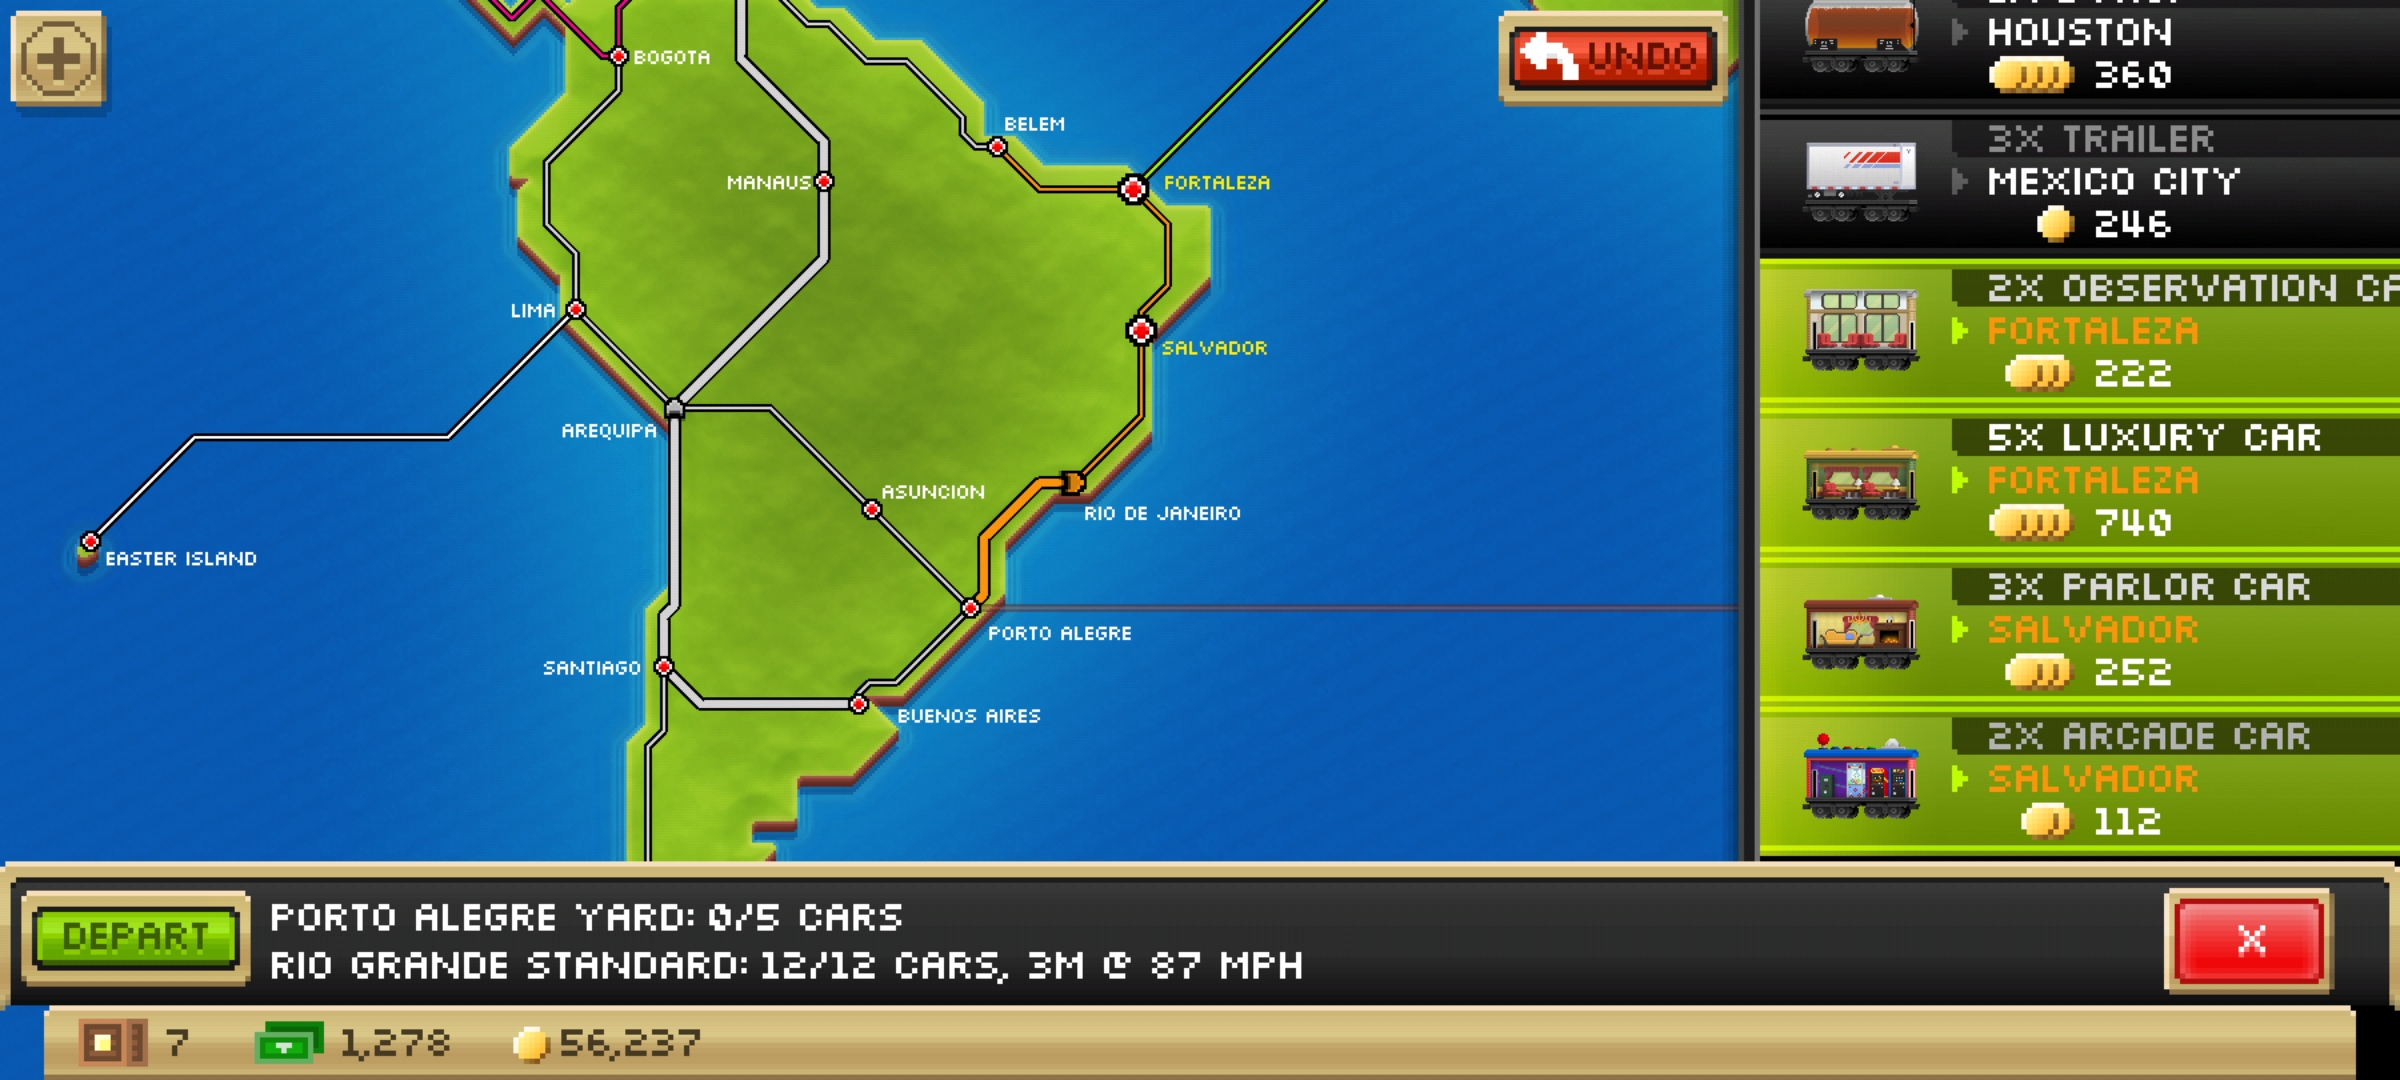 BOGOTA
MANAUS
BELEM
FORTALEZA
LIMA
SALVADOR
AREQUIPA
ASUNCION
RIO DE JANEIRO
EASTER ISLAND
PORTO ALEGRE
SANTIAGO
BUENOS AIRES
UNDO
HOUSTON
360
3X TRAILER
MEXICO CITY
246
2X OBSERVATION CA
FORTALEZA
222
5X LUXURY CAR
FORTALEZA
740
3X PARLOR CAR
SALVADOR
252
2X ARCADE CAR
SALVADOR
112
DEPART
PORTO ALEGRE YARD: 0/5 CARS
RIO GRANDE STANDARD: 12/12 CARS, 3M @ 87 MPH
X
7
1,278
56,237